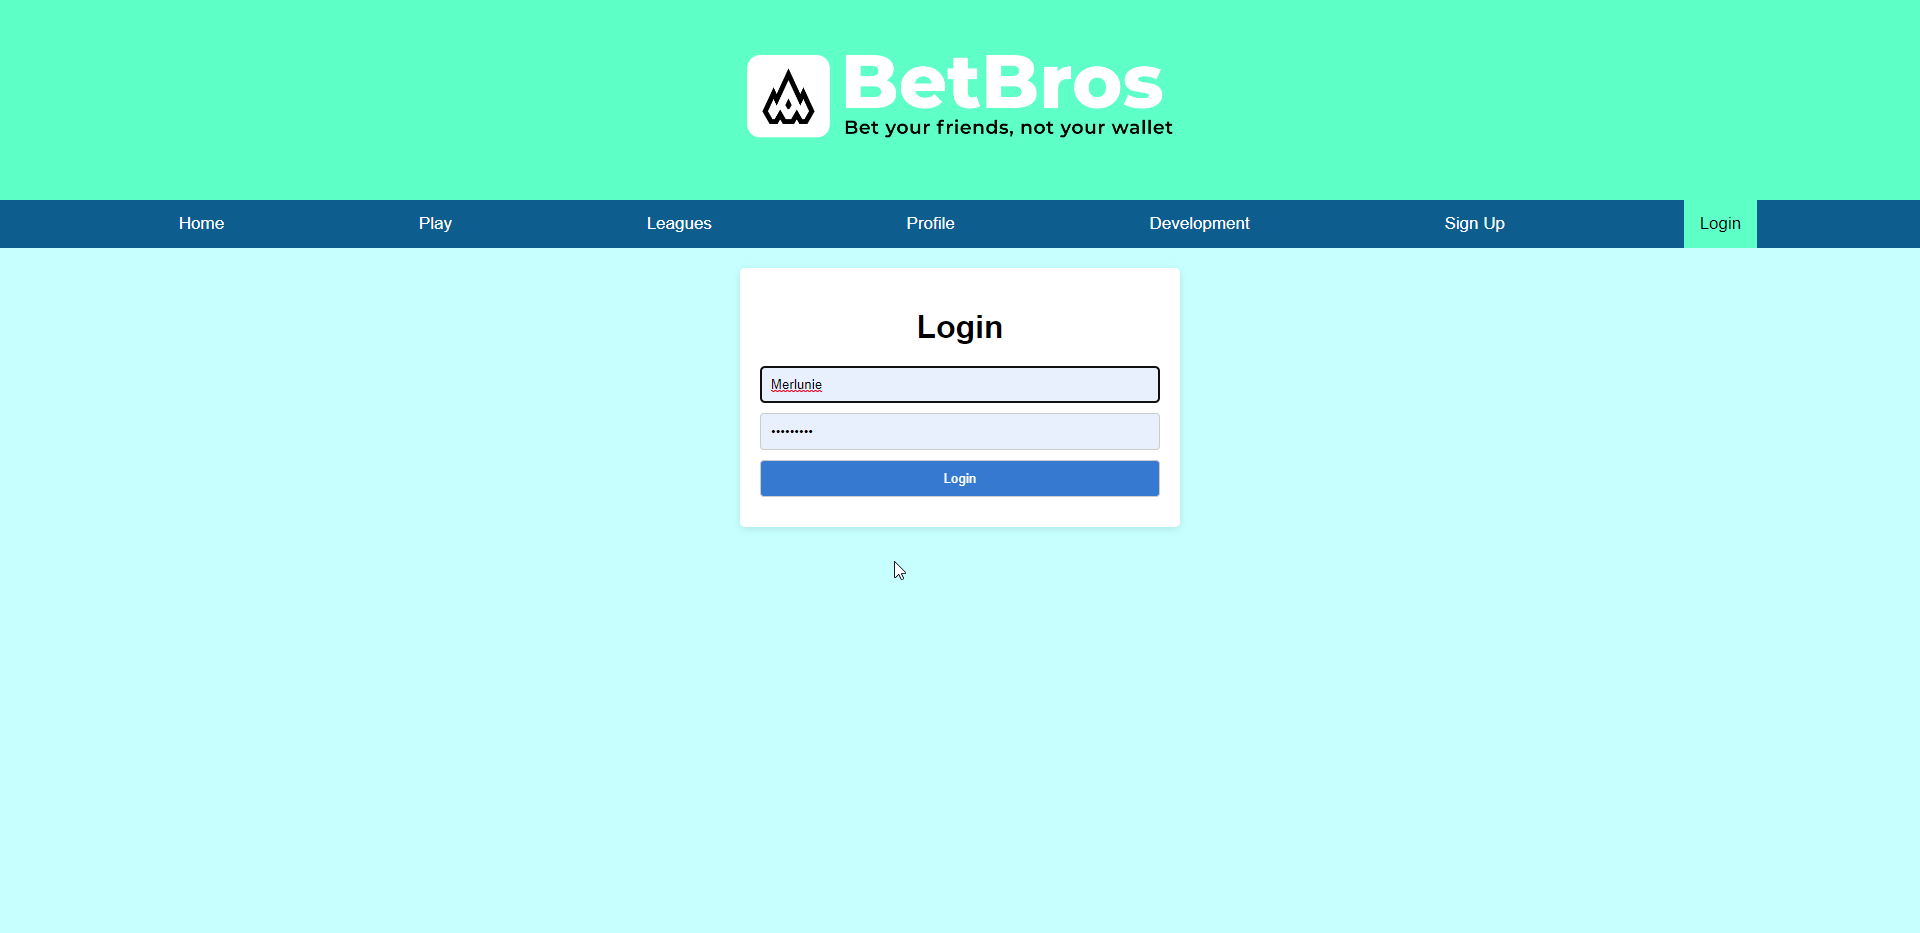 BetBros
Bet your friends, not your wallet
Home Play Leagues Profile Development Sign Up Login
Login
Merlunie
•••••••••
Login